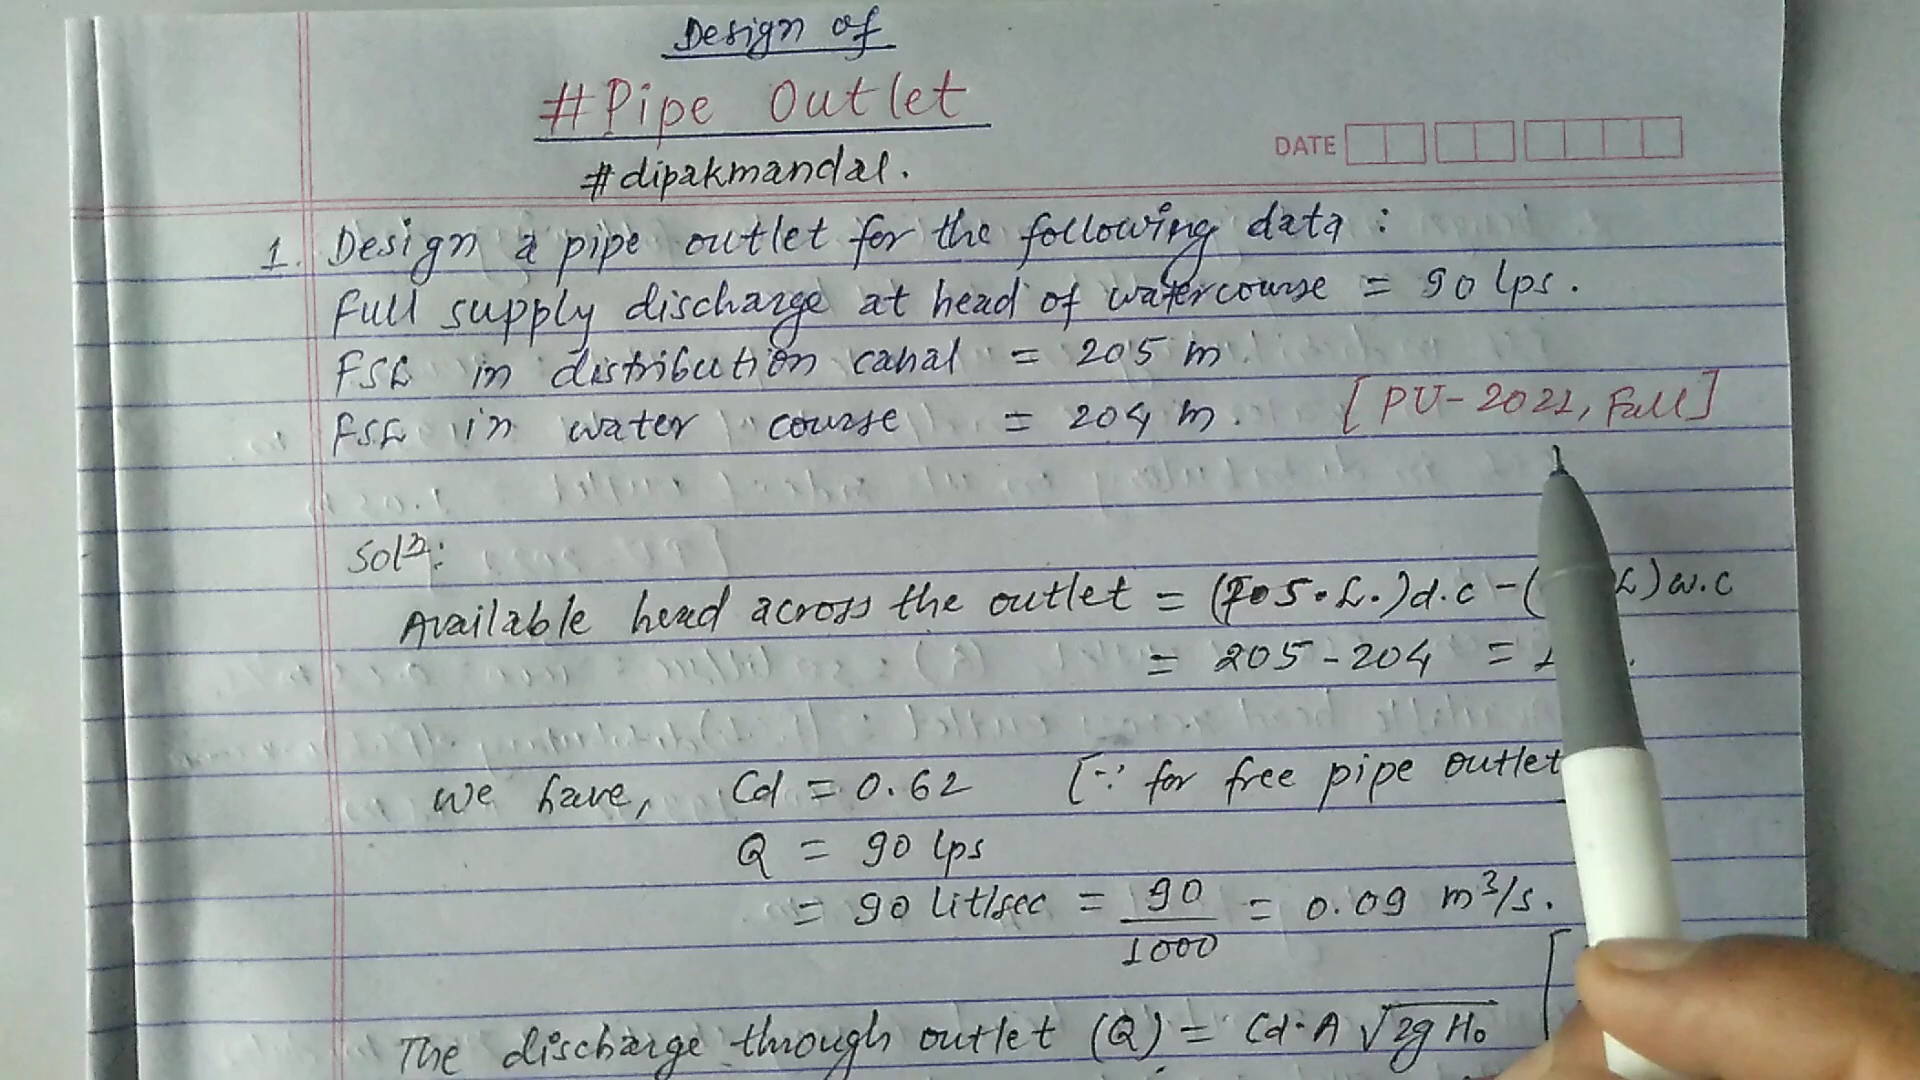 Design of
#Pipe Outlet
#dipakmandal.
DATE
1. Design a pipe outlet for the following data :
Full supply discharge at head of watercourse = 90 lps.
FSL in distribution canal = 205 m
FSL in water course = 204 m. [PU-2021, Fall]
Solⁿ:
Available head across the outlet = (F.S.L.)d.c - ( L)w.c
= 205 - 204 =
We have, Cd = 0.62 [∵ for free pipe outlet
Q = 90 lps
= 90 lit/sec = 90/1000 = 0.09 m³/s.
The discharge through outlet (Q) = Cd·A √2gHo